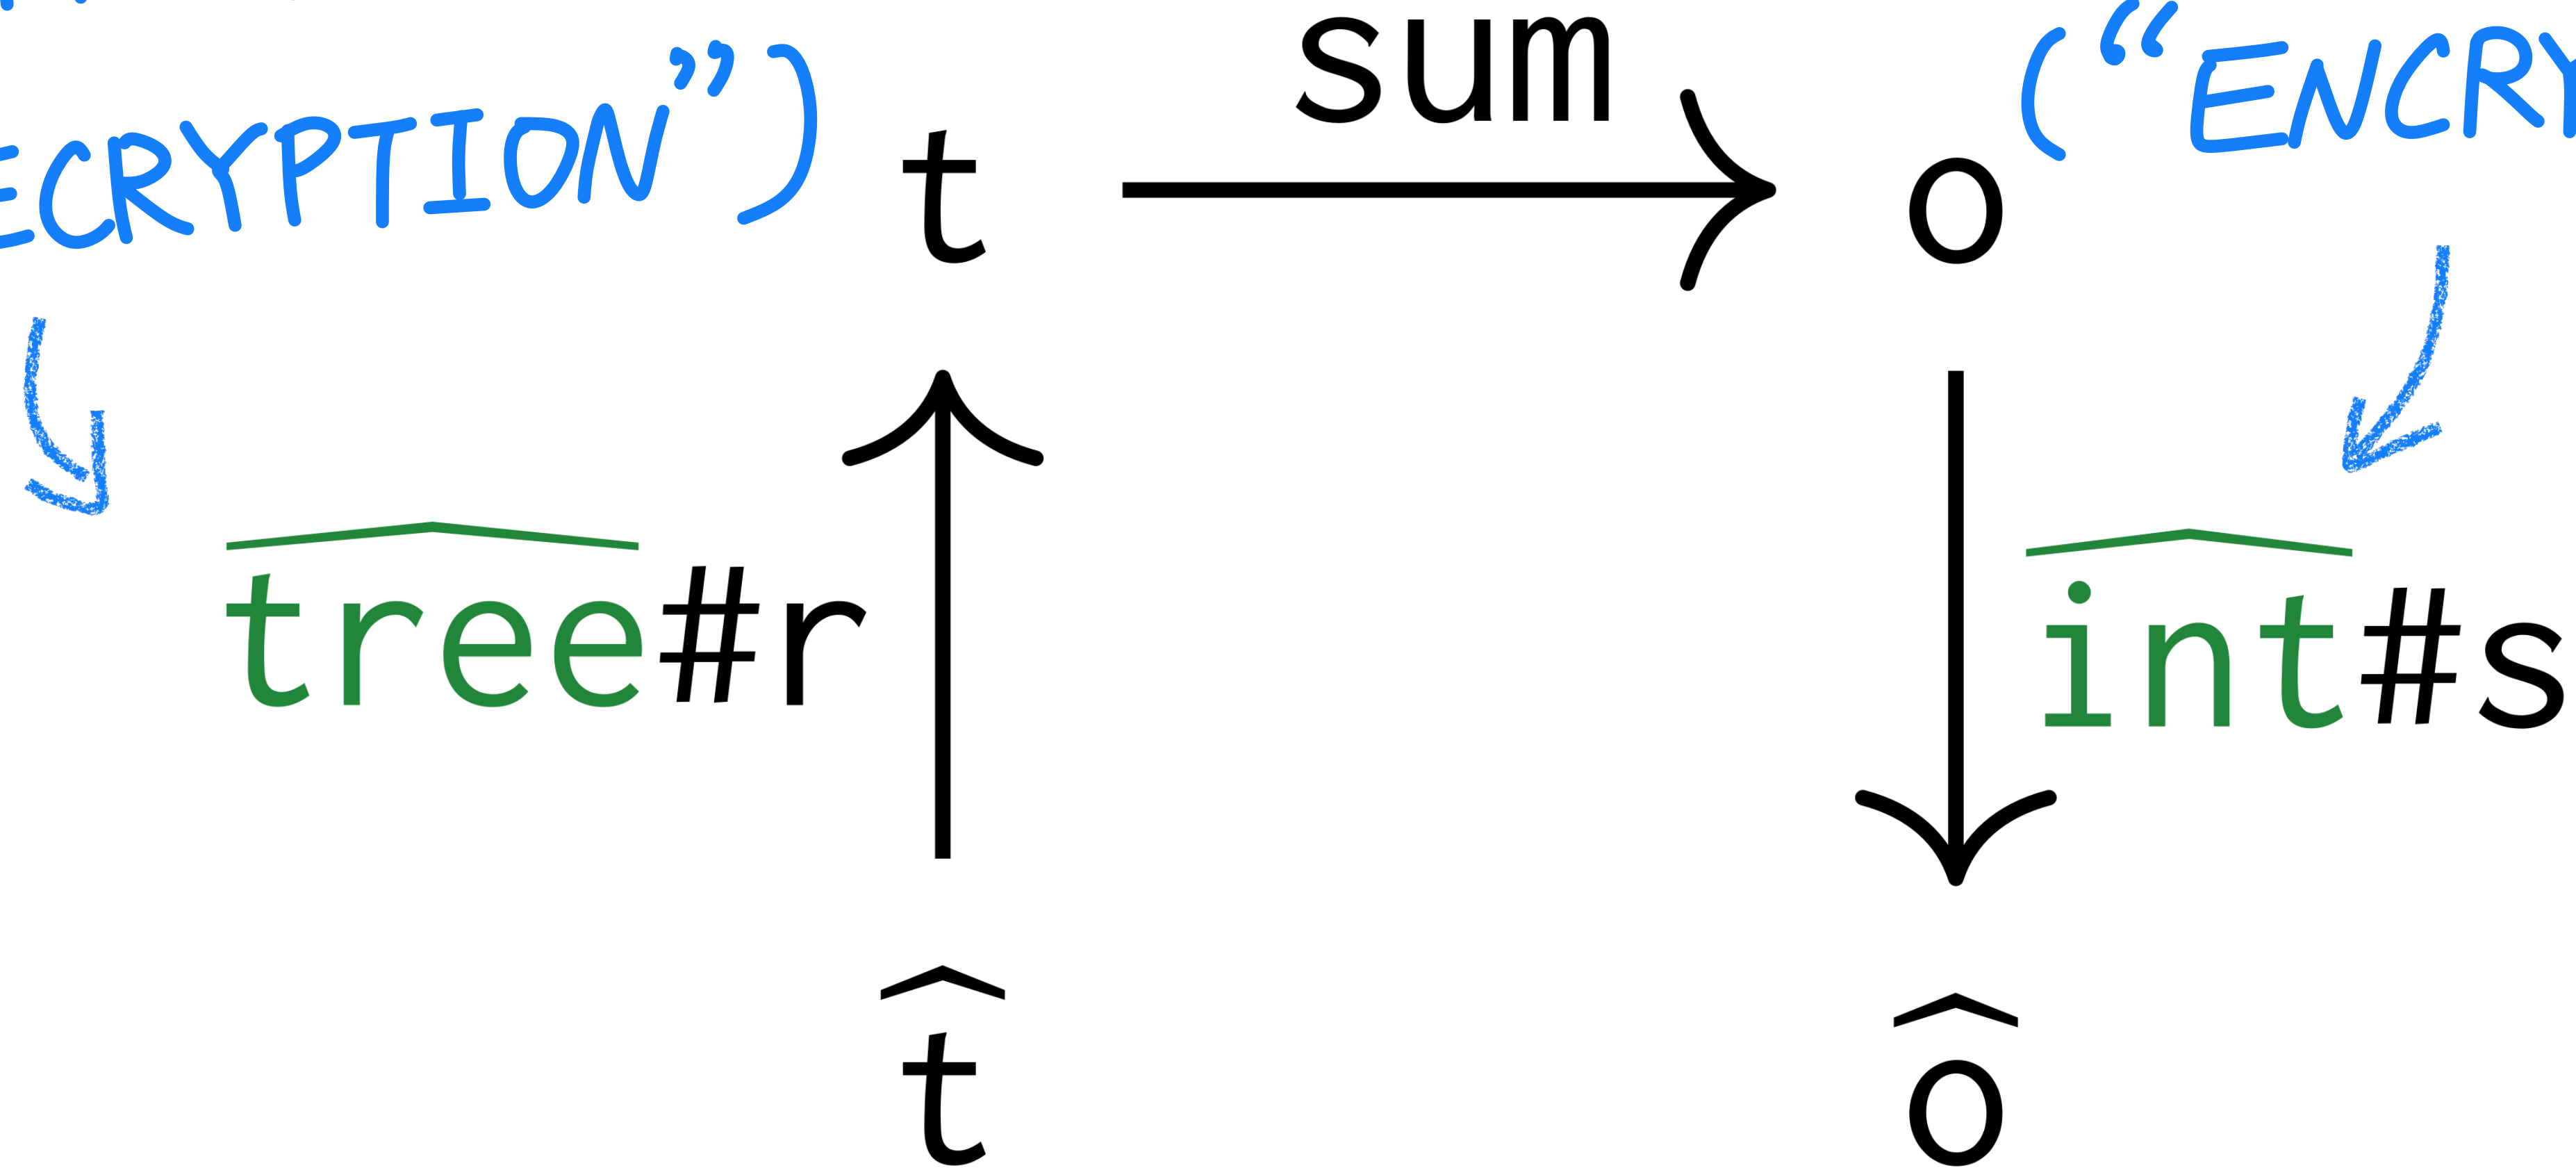 sum
ECRYPTION”) t o (“ENCRY
tree#r int#s
t̂ ô